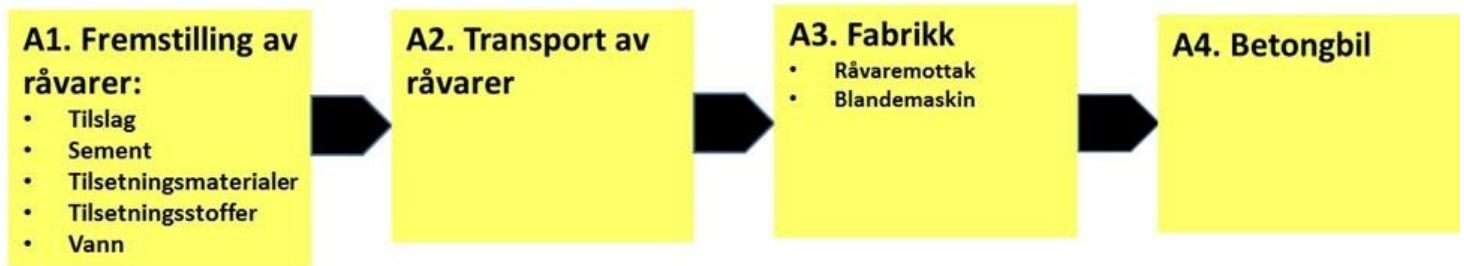 A1. Fremstilling av
råvarer:
• Tilslag
• Sement
• Tilsetningsmaterialer
• Tilsetningsstoffer
• Vann
A2. Transport av
råvarer
A3. Fabrikk
• Råvaremottak
• Blandemaskin
A4. Betongbil